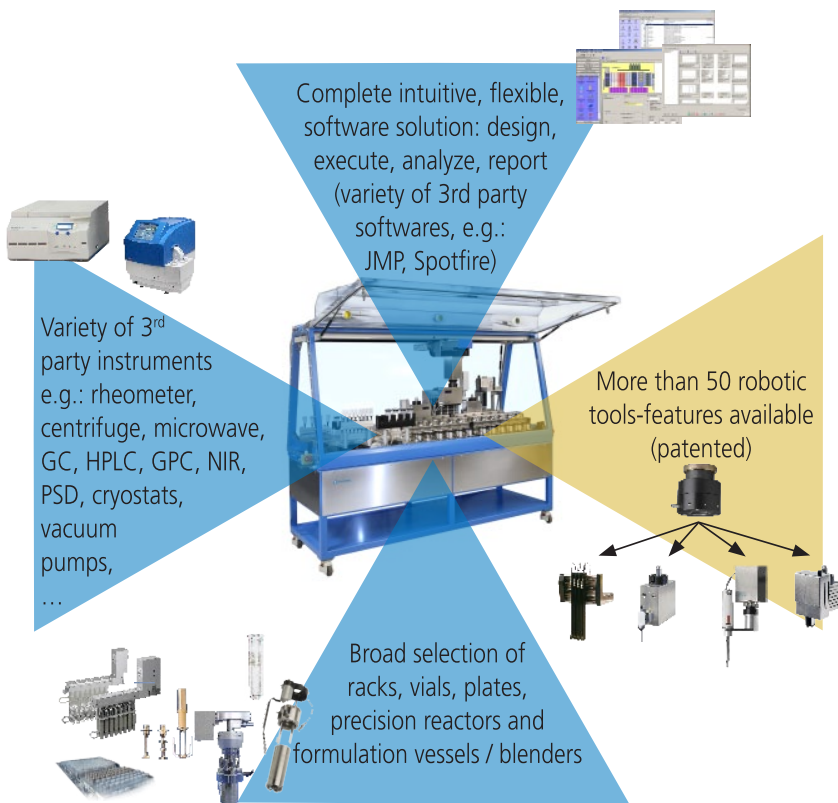 Complete intuitive, flexible,
software solution: design,
execute, analyze, report
(variety of 3rd party
softwares, e.g.:
JMP, Spotfire)
Variety of 3rd
party instruments
e.g.: rheometer,
centrifuge, microwave,
GC, HPLC, GPC, NIR,
PSD, cryostats,
vacuum
pumps,
...
More than 50 robotic
tools-features available
(patented)
Broad selection of
racks, vials, plates,
precision reactors and
formulation vessels / blenders